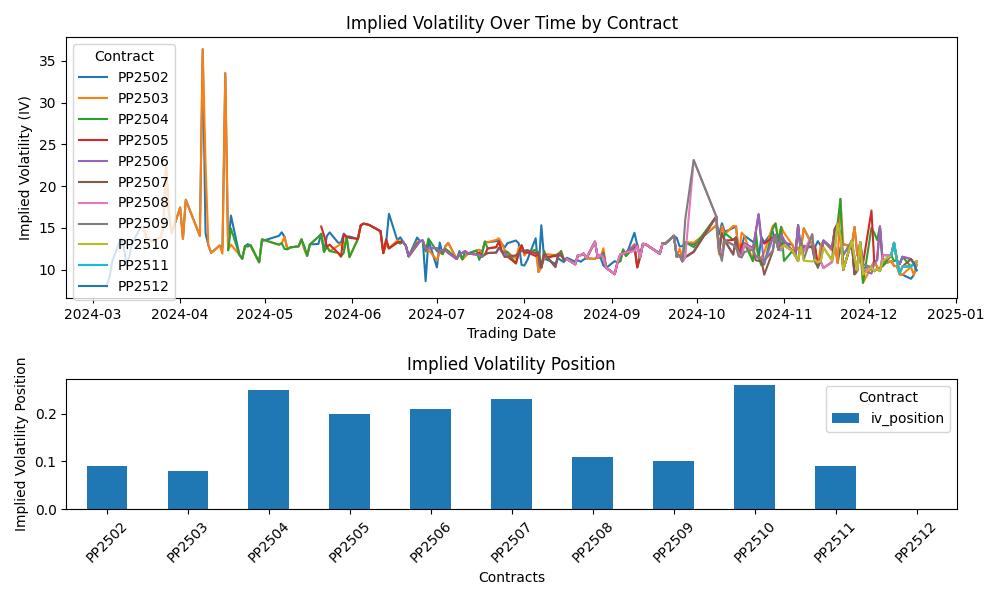 Implied Volatility Over Time by Contract
Implied Volatility (IV)
35
30
25
20
15
10
Contract
PP2502
PP2503
PP2504
PP2505
PP2506
PP2507
PP2508
PP2509
PP2510
PP2511
PP2512
2024-03 2024-04 2024-05 2024-06 2024-07 2024-08 2024-09 2024-10 2024-11 2024-12 2025-01
Trading Date
Implied Volatility Position
Implied Volatility Position
0.2
0.1
0.0
Contract
iv_position
PP2502 PP2503 PP2504 PP2505 PP2506 PP2507 PP2508 PP2509 PP2510 PP2511 PP2512
Contracts